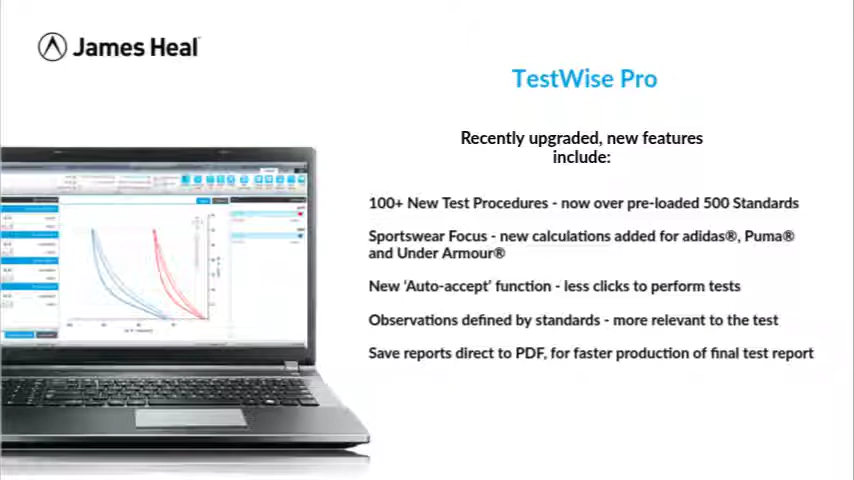 James Heal
TestWise Pro
Recently upgraded, new features
include:
100+ New Test Procedures - now over pre-loaded 500 Standards
Sportswear Focus - new calculations added for adidas®, Puma®
and Under Armour®
New ‘Auto-accept’ function - less clicks to perform tests
Observations defined by standards - more relevant to the test
Save reports direct to PDF, for faster production of final test report